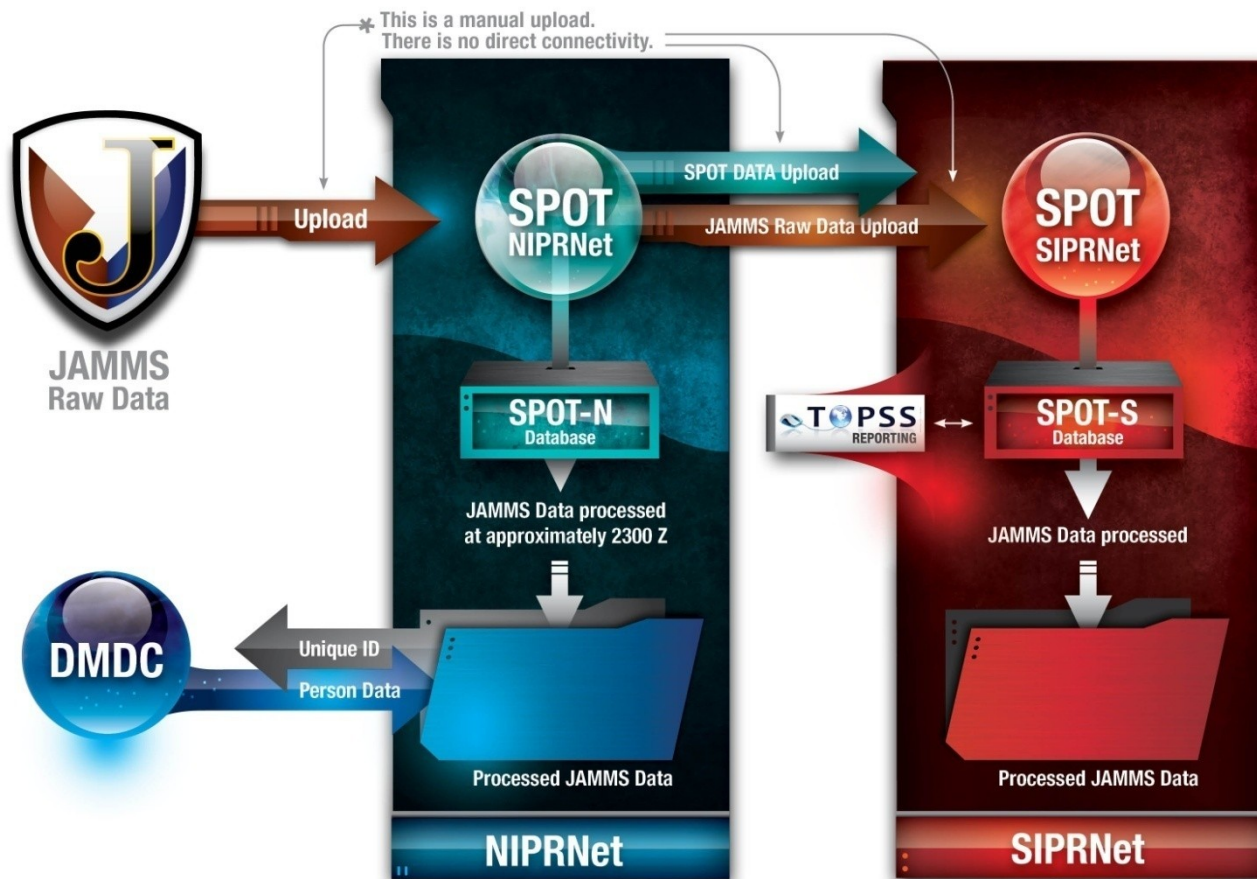 * This is a manual upload.
There is no direct connectivity.
J
JAMMS
Raw Data
Upload
SPOT
NIPRNet
SPOT DATA Upload
JAMMS Raw Data Upload
SPOT
SIPRNet
SPOT-N
Database
TOPSS
REPORTING
SPOT-S
Database
JAMMS Data processed
at approximately 2300 Z
JAMMS Data processed
DMDC
Unique ID
Person Data
Processed JAMMS Data
Processed JAMMS Data
NIPRNet
SIPRNet